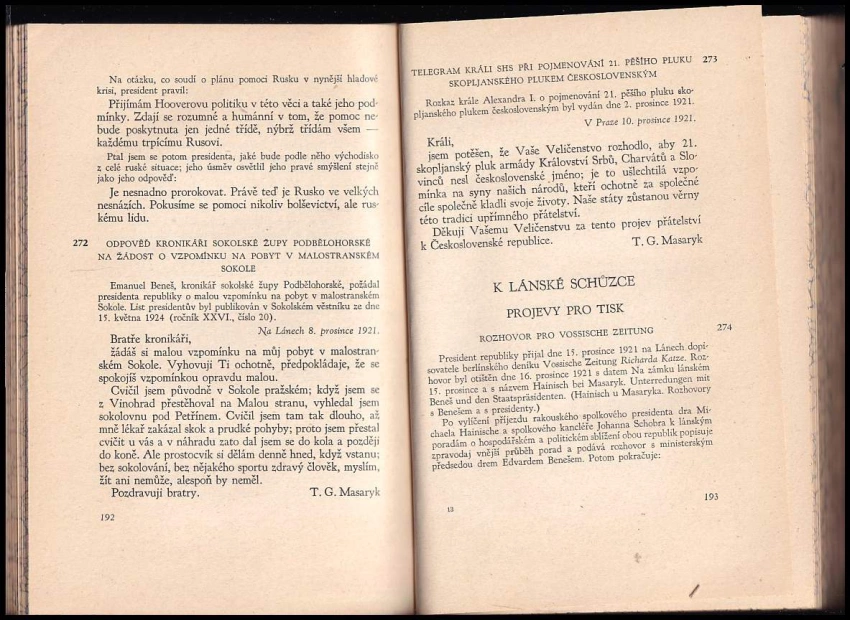 Na otázku, co soudí o plánu pomoci Rusku v nynější hladové
krisi, president pravil:
Přijímám Hooverovu politiku v této věci a také jeho pod-
mínky. Zdají se rozumné a humánní v tom, že pomoc ne-
bude poskytnuta jen jedné třídě, nýbrž třídám všem —
každému trpícímu Rusovi.
Ptal jsem se potom presidenta, jaké bude podle něho východisko
z celé ruské situace; jeho úsměv osvětlil jeho pravé smýšlení stejně
jako jeho odpověď:
Je nesnadno prorokovat. Právě teď je Rusko ve velkých
nesnázích. Pokusíme se pomoci nikoliv bolševictví, ale rus-
kému lidu.
272 ODPOVĚĎ KRONIKÁŘI SOKOLSKÉ ŽUPY PODBĚLOHORSKÉ
NA ŽÁDOST O VZPOMÍNKU NA POBYT V MALOSTRANSKÉM
SOKOLE
Emanuel Beneš, kronikář sokolské župy Podbělohorské, požádal
presidenta republiky o malou vzpomínku na pobyt v malostranském
Sokole. List presidentův byl publikován v Sokolském věstníku ze dne
15. května 1924 (ročník XXVI., číslo 20).
Na Lánech 8. prosince 1921.
Bratře kronikáři,
žádáš si malou vzpomínku na můj pobyt v malostran-
ském Sokole. Vyhovuji Ti ochotně, předpokládaje, že se
spokojíš vzpomínkou opravdu malou.
Cvičil jsem původně v Sokole pražském; když jsem se
z Vinohrad přestěhoval na Malou stranu, vyhledal jsem
sokolovnu pod Petřínem. Cvičil jsem tam tak dlouho, až
mně lékař zakázal skok a prudké pohyby; proto jsem přestal
cvičit u vás a v náhradu zato dal jsem se do kola a později
do koně. Ale prostocvik si dělám denně hned, když vstanu;
bez sokolování, bez nějakého sportu zdravý člověk, myslím,
žít ani nemůže, alespoň by neměl.
Pozdravuji bratry. T. G. Masaryk
192
TELEGRAM KRÁLI SHS PŘI POJMENOVÁNÍ 21. PĚŠÍHO PLUKU 273
SKOPLJANSKÉHO PLUKEM ČESKOSLOVENSKÝM
Rozkaz krále Alexandra I. o pojmenování 21. pěšího pluku sko-
pljanského plukem československým byl vydán dne 2. prosince 1921.
V Praze 10. prosince 1921.
Králi,
jsem potěšen, že Vaše Veličenstvo rozhodlo, aby 21.
skopljanský pluk armády Království Srbů, Charvátů a Slo-
vinců nesl československé jméno; je to ušlechtilá vzpo-
mínka na syny našich národů, kteří ochotně za společné
cíle společně kladli svoje životy. Naše státy zůstanou věrny
této tradici upřímného přátelství.
Děkuji Vašemu Veličenstvu za tento projev přátelství
k Československé republice. T. G. Masaryk
K LÁNSKÉ SCHŮZCE
PROJEVY PRO TISK
ROZHOVOR PRO VOSSISCHE ZEITUNG 274
President republiky přijal dne 15. prosince 1921 na Lánech dopi-
sovatele berlínského deníku Vossische Zeitung Richarda Katze. Roz-
hovor byl otištěn dne 16. prosince 1921 s datem Na zámku lánském
15. prosince a s názvem Hainisch bei Masaryk. Unterredungen mit
Beneš und den Staatspräsidenten. (Hainisch u Masaryka. Rozhovory
s Benešem a s presidenty.)
Po vylíčení příjezdu rakouského spolkového presidenta dra Mi-
chaela Hainische a spolkového kancléře Johanna Schobra k lánským
poradám o hospodářském a politickém sblížení obou republik popisuje
zpravodaj vnější průběh porad a podává rozhovor s ministerským
předsedou drem Edvardem Benešem. Potom pokračuje:
13
193